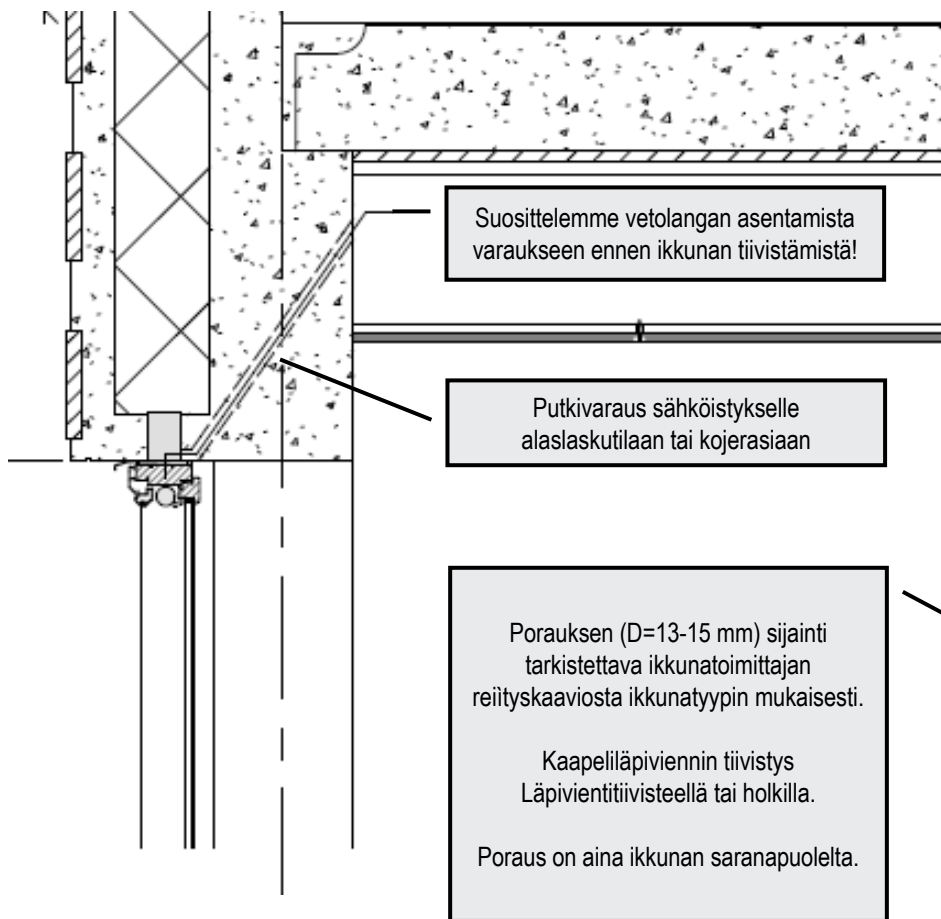 Suosittelemme vetolangan asentamista
varaukseen ennen ikkunan tiivistämistä!
Putkivaraus sähköistykselle
alaslaskutilaan tai kojerasiaan
Porauksen (D=13-15 mm) sijainti
tarkistettava ikkunatoimittajan
reiityskaaviosta ikkunatyypin mukaisesti.
Kaapeliläpiviennin tiivistys
Läpivientitiivisteellä tai holkilla.
Poraus on aina ikkunan saranapuolelta.